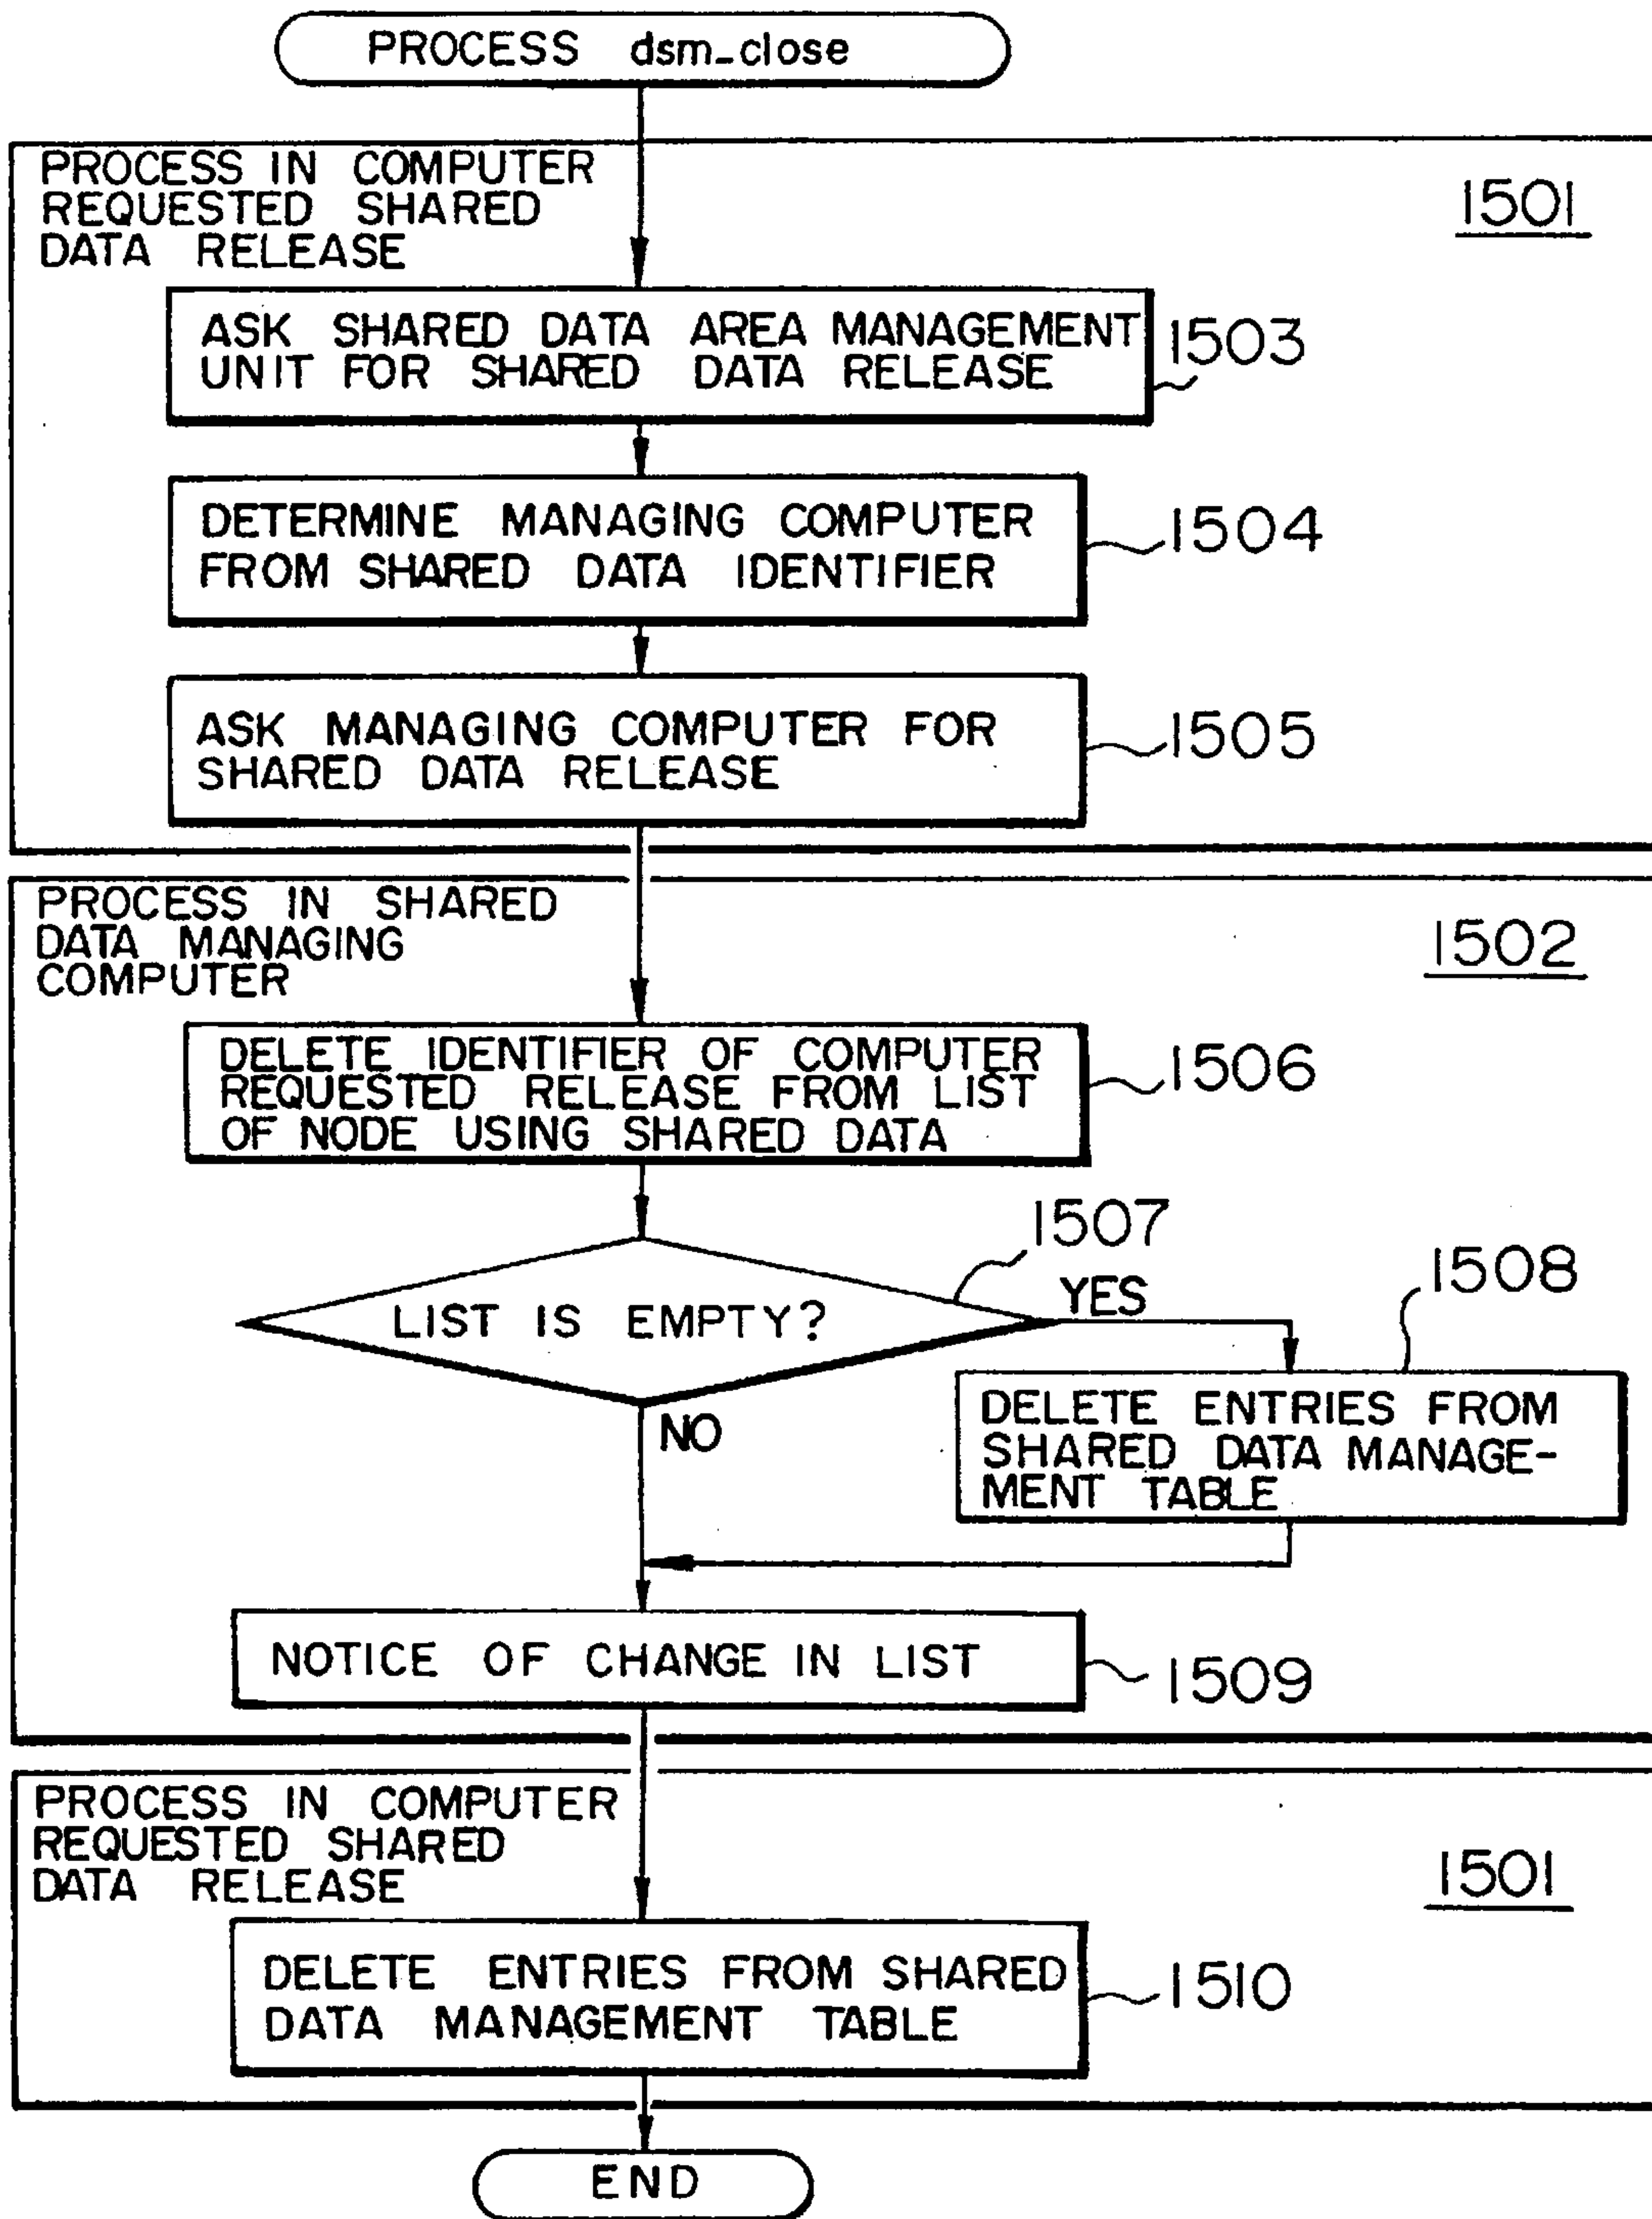 PROCESS dsm_close
PROCESS IN COMPUTER
REQUESTED SHARED
DATA RELEASE
1501
ASK SHARED DATA AREA MANAGEMENT
UNIT FOR SHARED DATA RELEASE
1503
DETERMINE MANAGING COMPUTER
FROM SHARED DATA IDENTIFIER
1504
ASK MANAGING COMPUTER FOR
SHARED DATA RELEASE
1505
PROCESS IN SHARED
DATA MANAGING
COMPUTER
1502
DELETE IDENTIFIER OF COMPUTER
REQUESTED RELEASE FROM LIST
OF NODE USING SHARED DATA
1506
1507
LIST IS EMPTY?
YES
1508
NO
DELETE ENTRIES FROM
SHARED DATA MANAGE-
MENT TABLE
NOTICE OF CHANGE IN LIST
1509
PROCESS IN COMPUTER
REQUESTED SHARED
DATA RELEASE
1501
DELETE ENTRIES FROM SHARED
DATA MANAGEMENT TABLE
1510
END